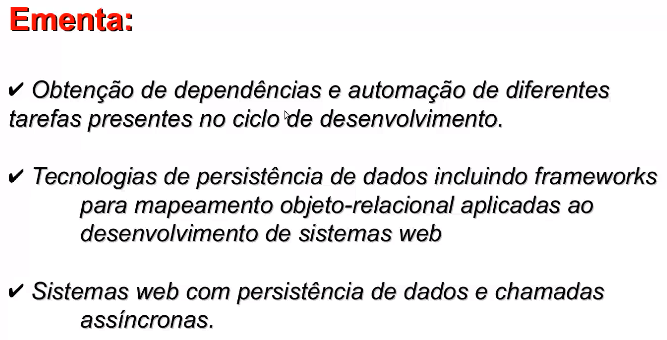 Ementa:
✔ Obtenção de dependências e automação de diferentes
tarefas presentes no ciclo de desenvolvimento.
✔ Tecnologias de persistência de dados incluindo frameworks
para mapeamento objeto-relacional aplicadas ao
desenvolvimento de sistemas web
✔ Sistemas web com persistência de dados e chamadas
assíncronas.